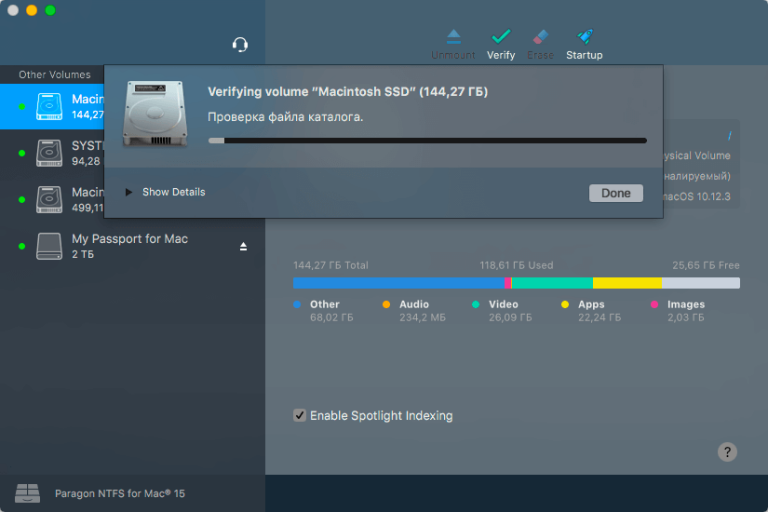 Unmount Verify Erase Startup
Other Volumes
Verifying volume “Macintosh SSD” (144,27 ГБ)
Проверка файла каталога.
Show Details
Done
Macin
144,27
SYST
94,28
Macin
499,11
My Passport for Mac
2 ТБ
/
ysical Volume
налируемый)
macOS 10.12.3
144,27 ГБ Total 118,61 ГБ Used 25,65 ГБ Free
Other Audio Video Apps Images
68,02 ГБ 234,2 МБ 26,09 ГБ 22,24 ГБ 2,03 ГБ
Enable Spotlight Indexing
?
Paragon NTFS for Mac® 15